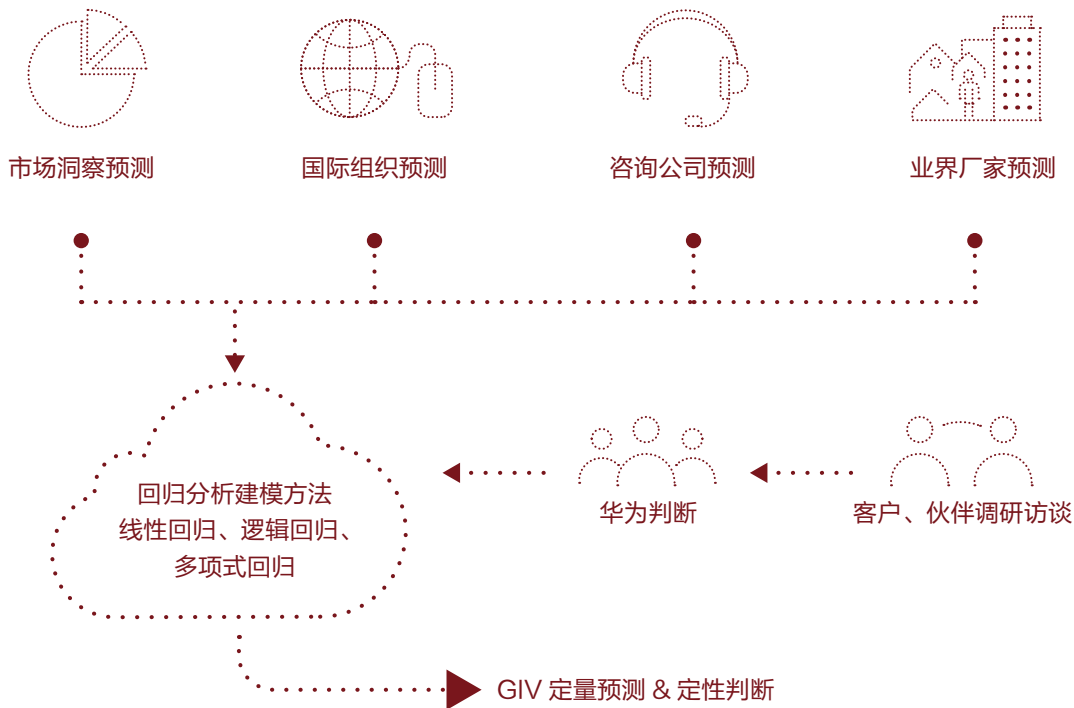 市场洞察预测
国际组织预测
咨询公司预测
业界厂家预测
回归分析建模方法
线性回归、逻辑回归、
多项式回归
华为判断
客户、伙伴调研访谈
GIV 定量预测 & 定性判断